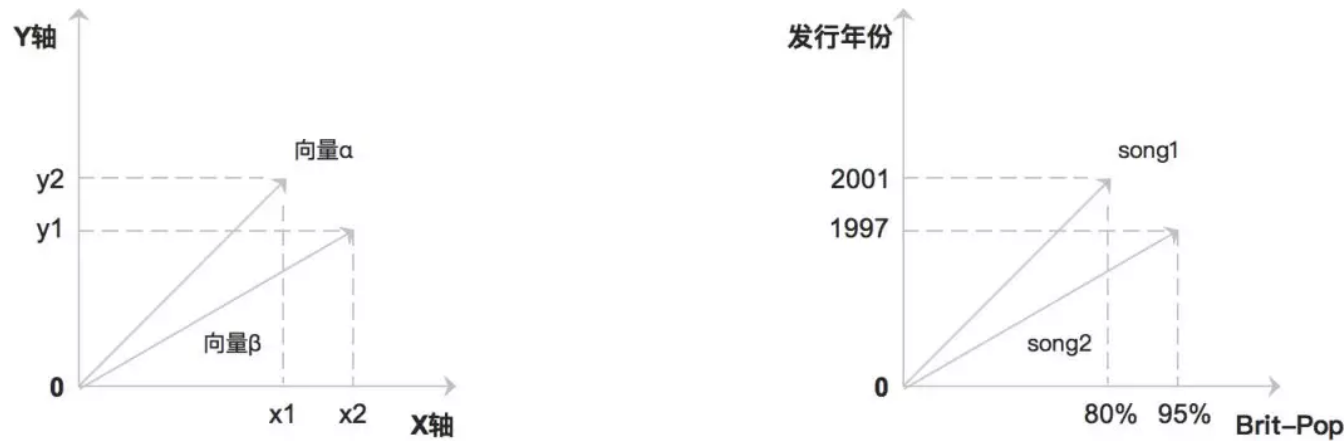 Y轴
向量α
y2
y1
向量β
0
x1
x2
X轴
发行年份
song1
2001
1997
song2
0
80%
95%
Brit-Pop